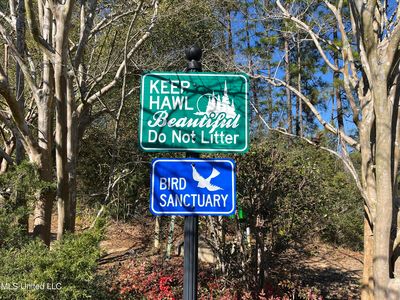 KEEP
HAWL
Beautiful
Do Not Litter
BIRD
SANCTUARY
MLS United LLC